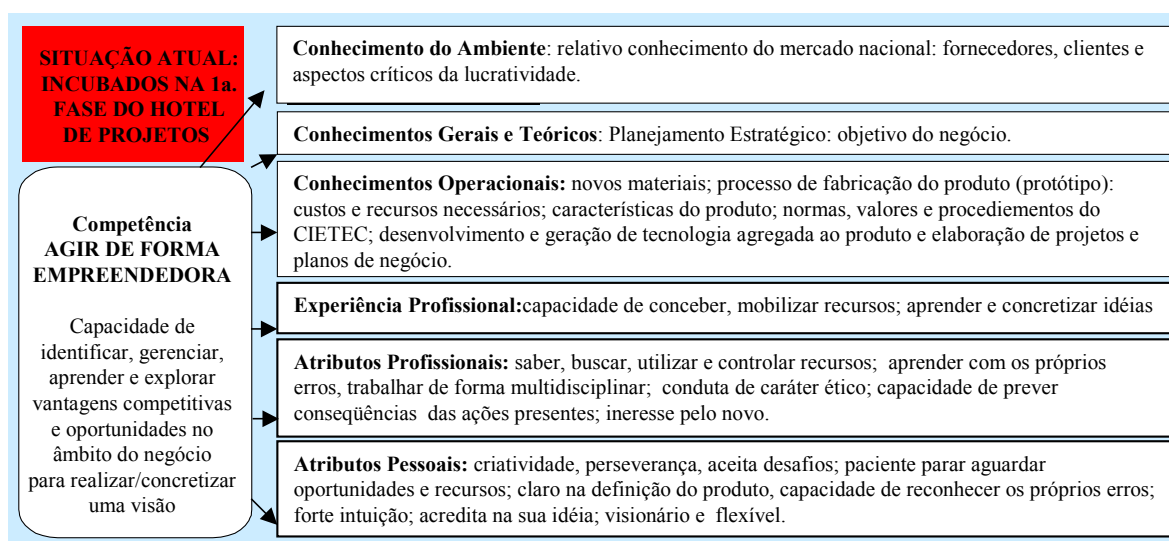 SITUAÇÃO ATUAL:
INCUBADOS NA 1a.
FASE DO HOTEL
DE PROJETOS
Competência
AGIR DE FORMA
EMPREENDEDORA
Capacidade de
identificar, gerenciar,
aprender e explorar
vantagens competitivas
e oportunidades no
âmbito do negócio
para realizar/concretizar
uma visão
Conhecimento do Ambiente: relativo conhecimento do mercado nacional: fornecedores, clientes e
aspectos críticos da lucratividade.
Conhecimentos Gerais e Teóricos: Planejamento Estratégico: objetivo do negócio.
Conhecimentos Operacionais: novos materiais; processo de fabricação do produto (protótipo):
custos e recursos necessários; características do produto; normas, valores e procediementos do
CIETEC; desenvolvimento e geração de tecnologia agregada ao produto e elaboração de projetos e
planos de negócio.
Experiência Profissional:capacidade de conceber, mobilizar recursos; aprender e concretizar idéias
Atributos Profissionais: saber, buscar, utilizar e controlar recursos; aprender com os próprios
erros, trabalhar de forma multidisciplinar; conduta de caráter ético; capacidade de prever
conseqüências das ações presentes; ineresse pelo novo.
Atributos Pessoais: criatividade, perseverança, aceita desafios; paciente parar aguardar
oportunidades e recursos; claro na definição do produto, capacidade de reconhecer os próprios erros;
forte intuição; acredita na sua idéia; visionário e flexível.